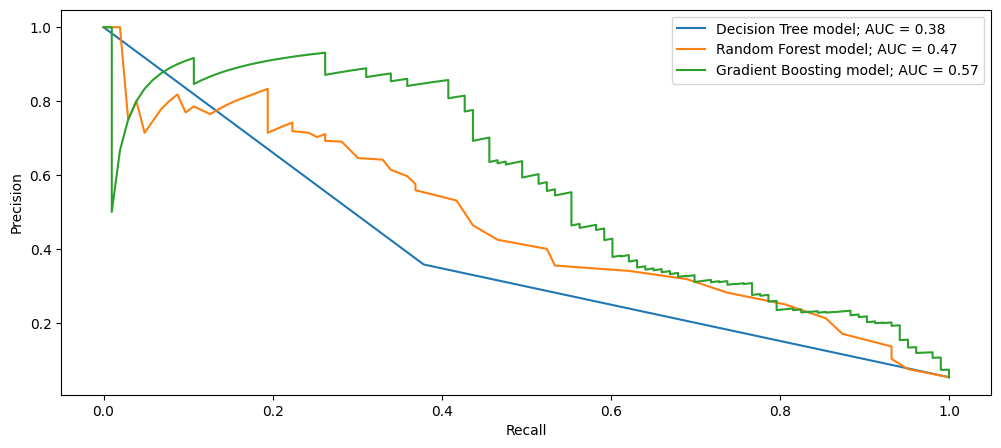 Decision Tree model; AUC = 0.38
Random Forest model; AUC = 0.47
Gradient Boosting model; AUC = 0.57
1.0
0.8
0.6
0.4
0.2
Precision
0.0 0.2 0.4 0.6 0.8 1.0
Recall